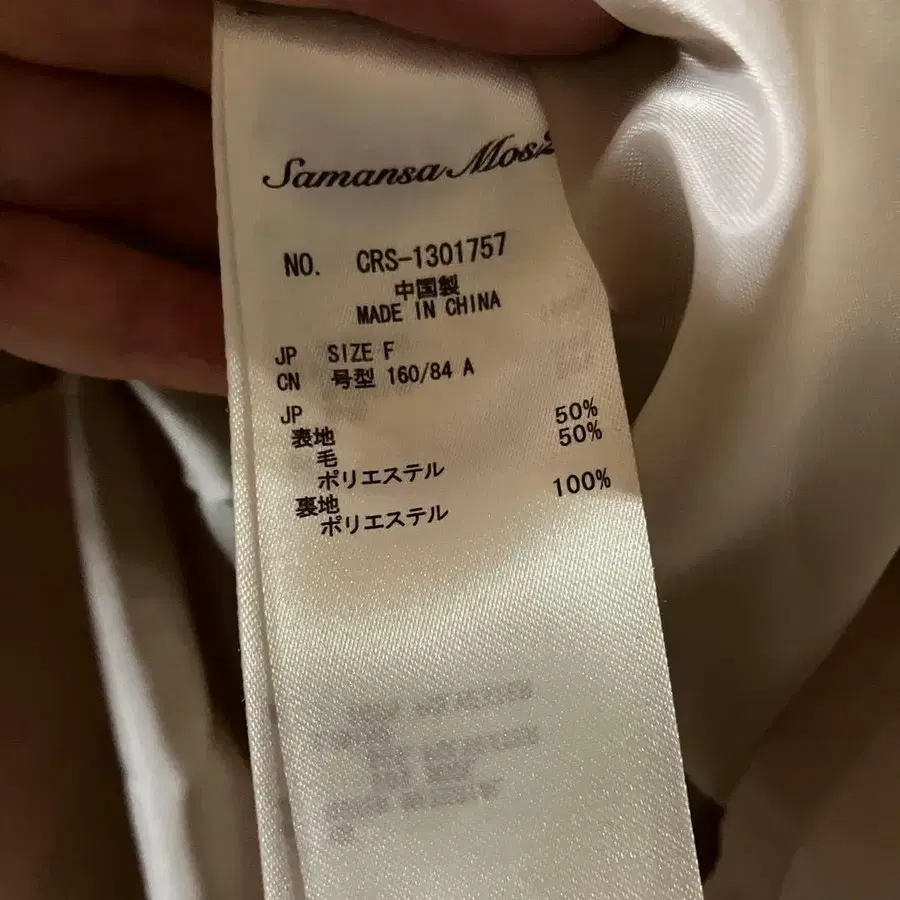 Samansa Mos2
NO. CRS-1301757
中国製
MADE IN CHINA
JP SIZE F
CN 号型 160/84 A
JP
表地 50%
毛 50%
ポリエステル
裏地 100%
ポリエステル